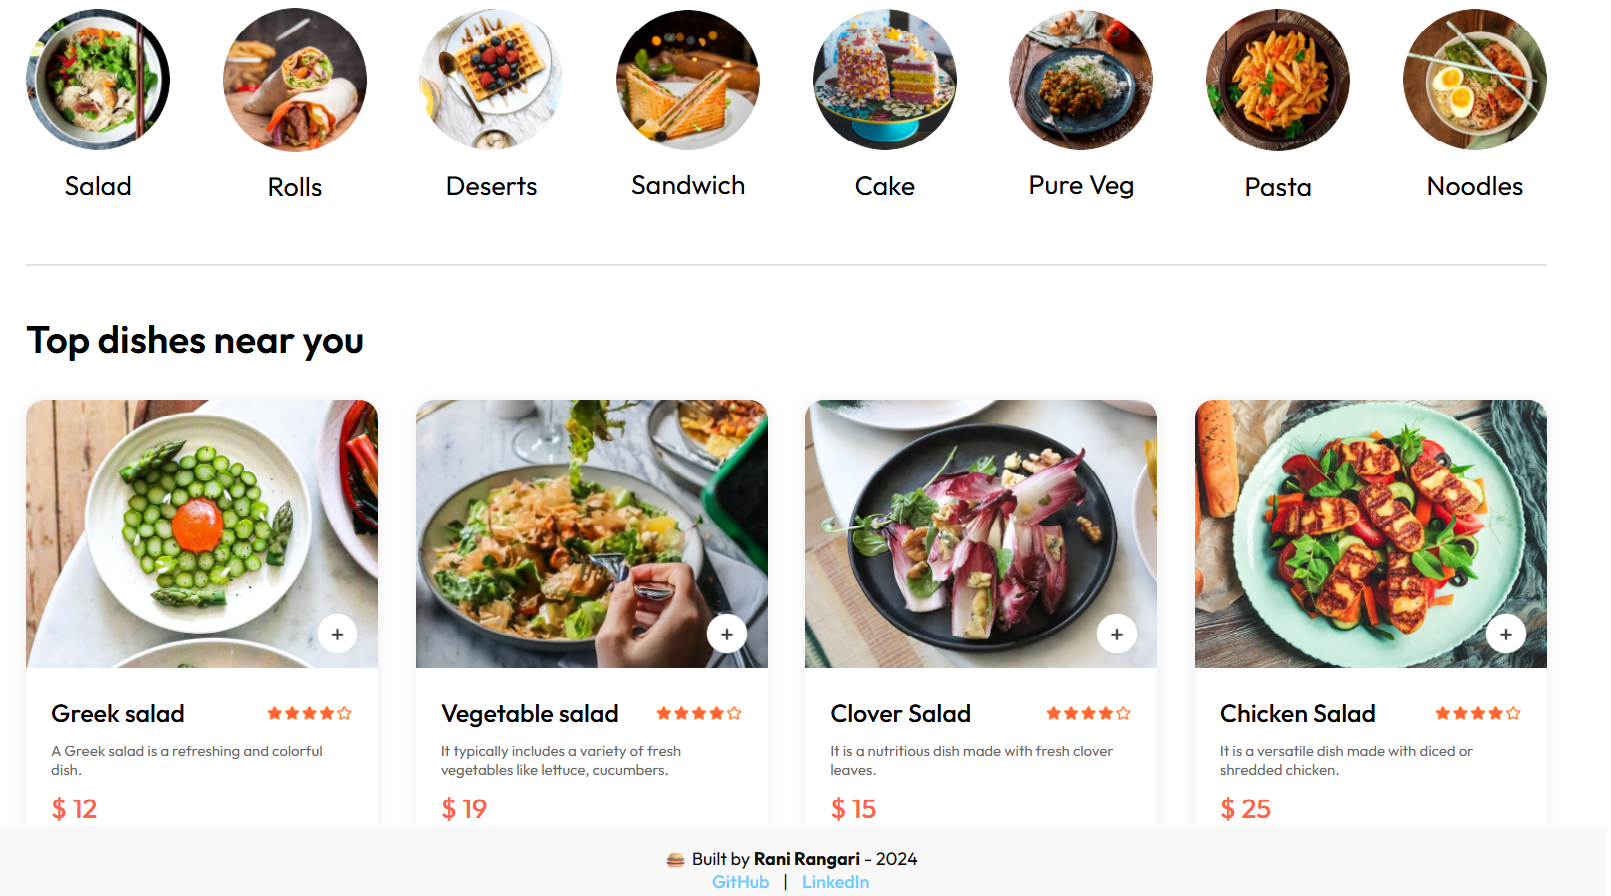 Salad
Rolls
Deserts
Sandwich
Cake
Pure Veg
Pasta
Noodles
Top dishes near you
Greek salad
A Greek salad is a refreshing and colorful
dish.
$ 12
Vegetable salad
It typically includes a variety of fresh
vegetables like lettuce, cucumbers.
$ 19
Clover Salad
It is a nutritious dish made with fresh clover
leaves.
$ 15
Chicken Salad
It is a versatile dish made with diced or
shredded chicken.
$ 25
Built by Rani Rangari - 2024
GitHub | LinkedIn